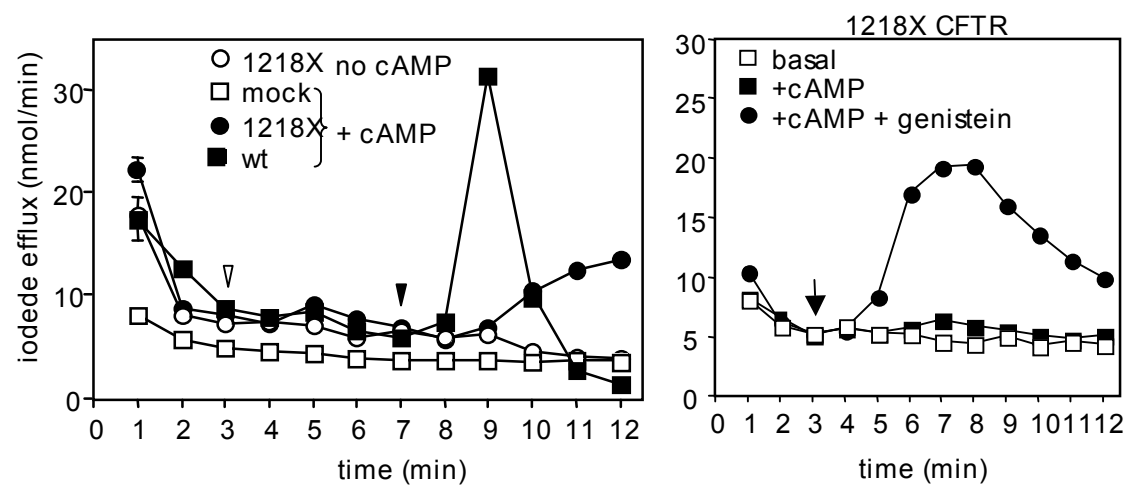 1218X CFTR
iodede efflux (nmol/min)
30
20
10
0
1218X no cAMP
mock
1218X + cAMP
wt
0 1 2 3 4 5 6 7 8 9 10 11 12
time (min)
30
25
20
15
10
5
0
basal
+cAMP
+cAMP + genistein
0 1 2 3 4 5 6 7 8 9 10 11 12
time (min)